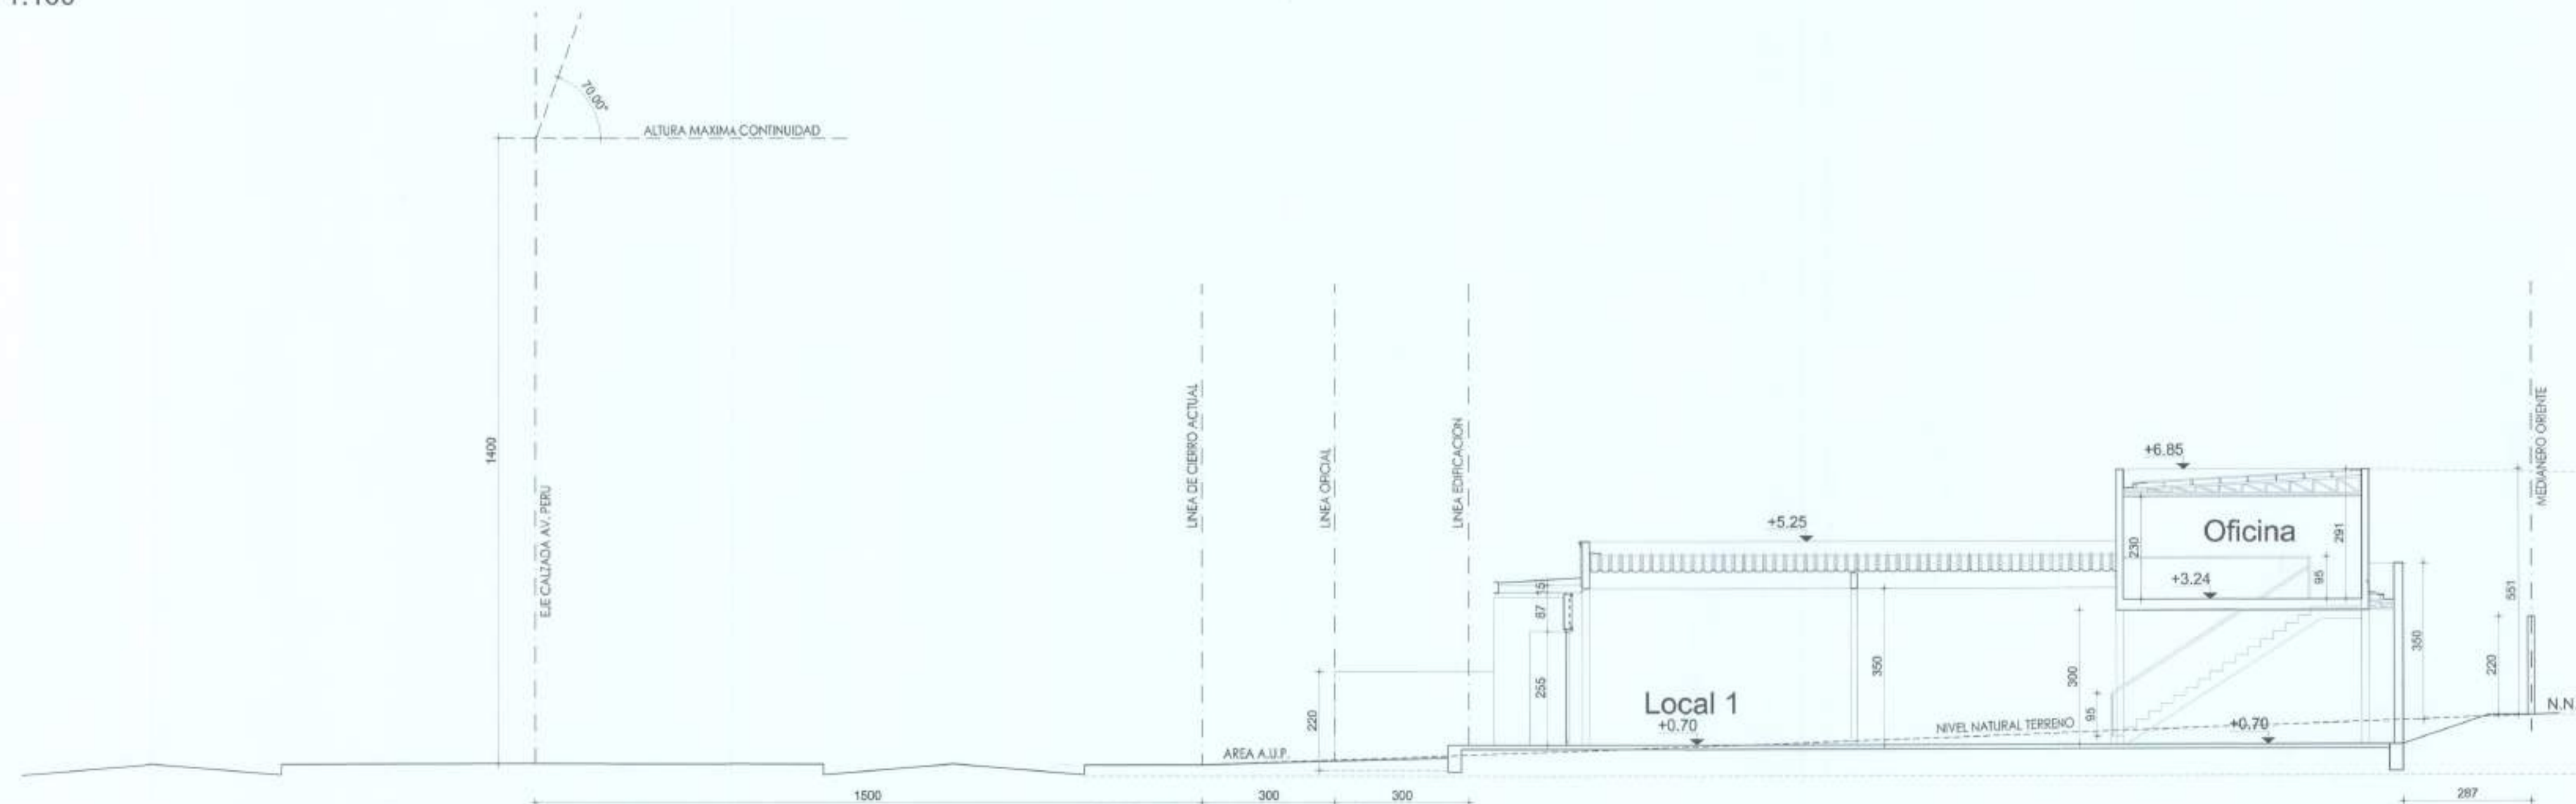 70.00°
ALTURA MAXIMA CONTINUIDAD
1400
EJE CALZADA AV. PERU
LINEA DE CIERRO ACTUAL
LINEA OFICIAL
LINEA EDIFICACION
MEDIANERO ORIENTE
+6.85
+5.25
Oficina
230
291
+3.24
95
551
15
87
255
350
300
350
220
220
Local 1
+0.70
NIVEL NATURAL TERRENO
95
+0.70
N.N.
AREA A.U.P.
1500
300
300
287